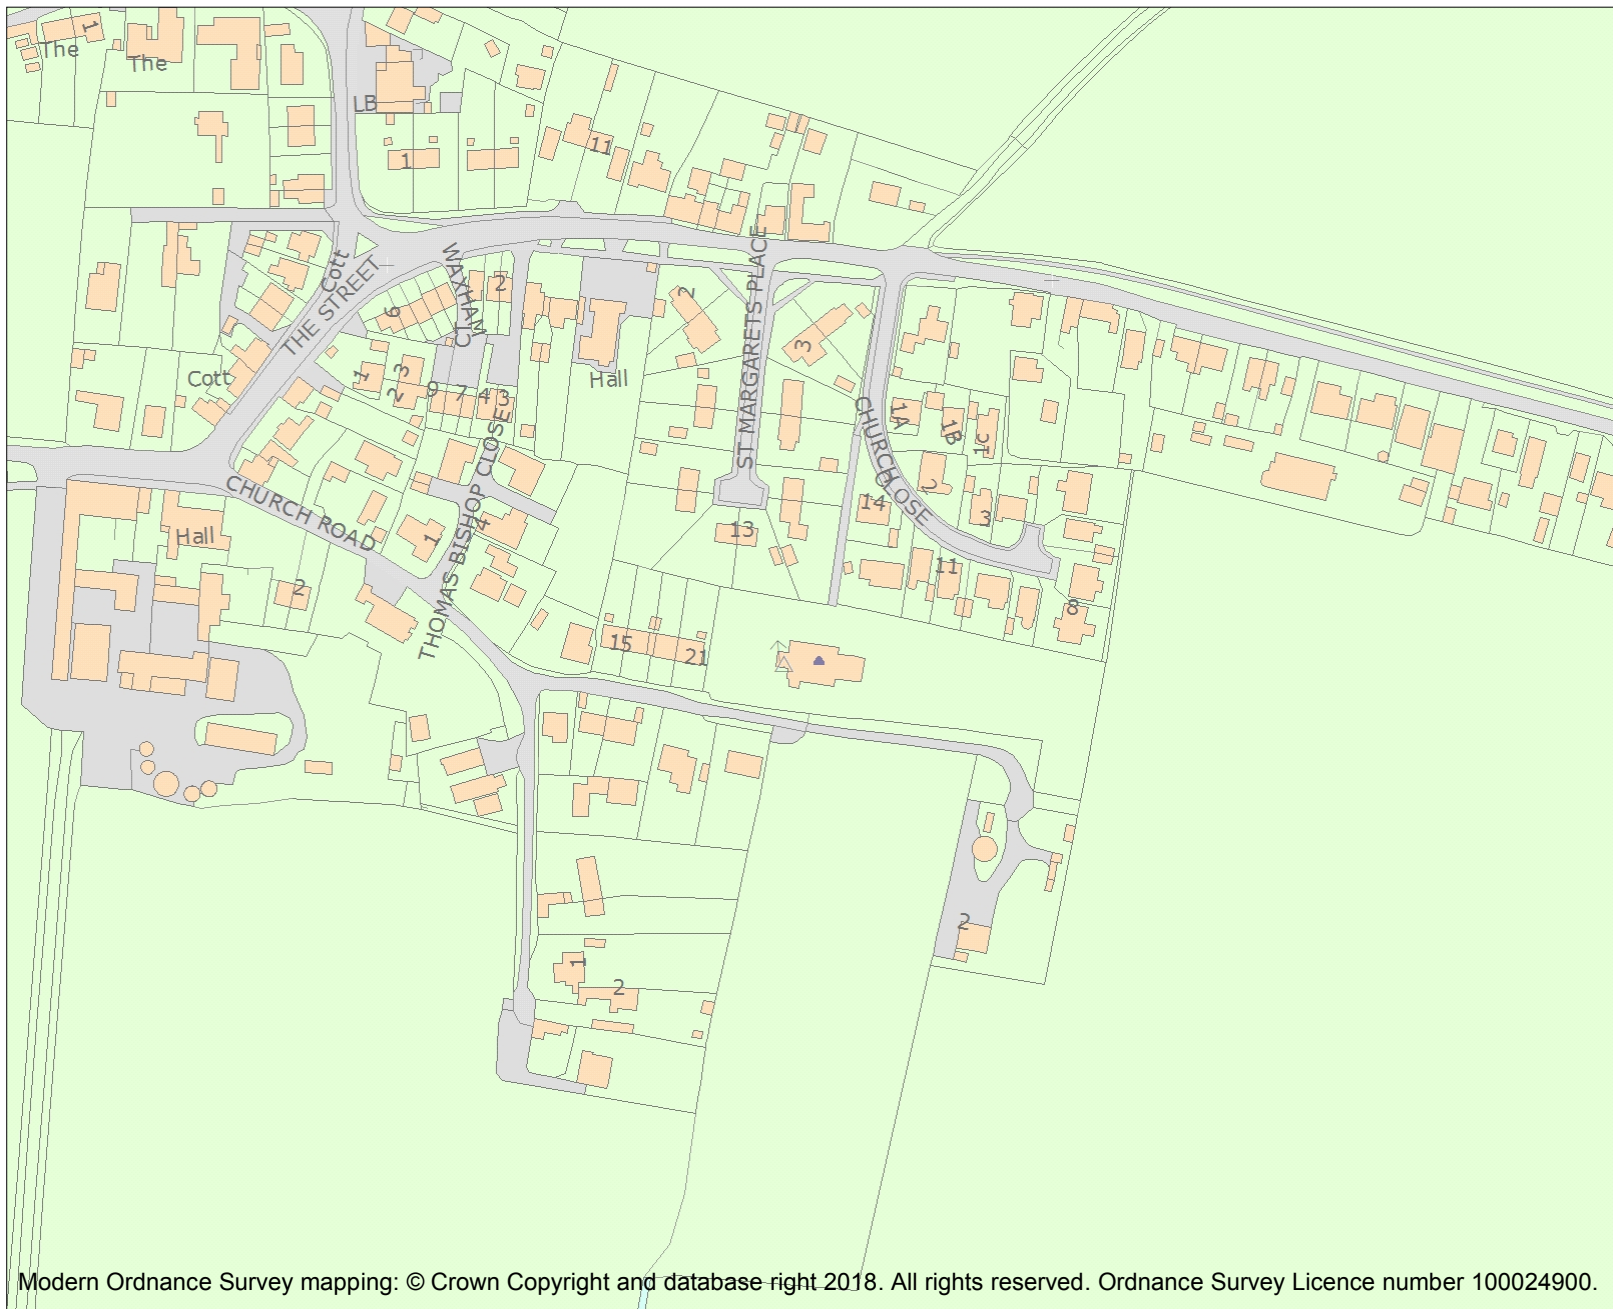 1
The
The
LB
1
11
Cott
THE STREET
WAXHAM CT
2
6
2
ST MARGARETS PLACE
3
Hall
Cott
1
2
3
9
7
4
3
CHURCH CLOSE
1A
1B
1c
2
3
14
11
8
13
CHURCH ROAD
Hall
2
THOMAS BISHOP CLOSE
1
4
15
21
2
1
2
Modern Ordnance Survey mapping: © Crown Copyright and database right 2018. All rights reserved. Ordnance Survey Licence number 100024900.